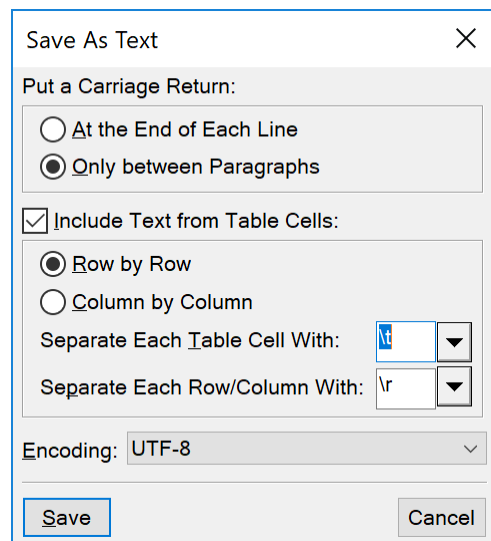 Save As Text
Put a Carriage Return:
At the End of Each Line
Only between Paragraphs
Include Text from Table Cells:
Row by Row
Column by Column
Separate Each Table Cell With: \t
Separate Each Row/Column With: \r
Encoding: UTF-8
Save Cancel